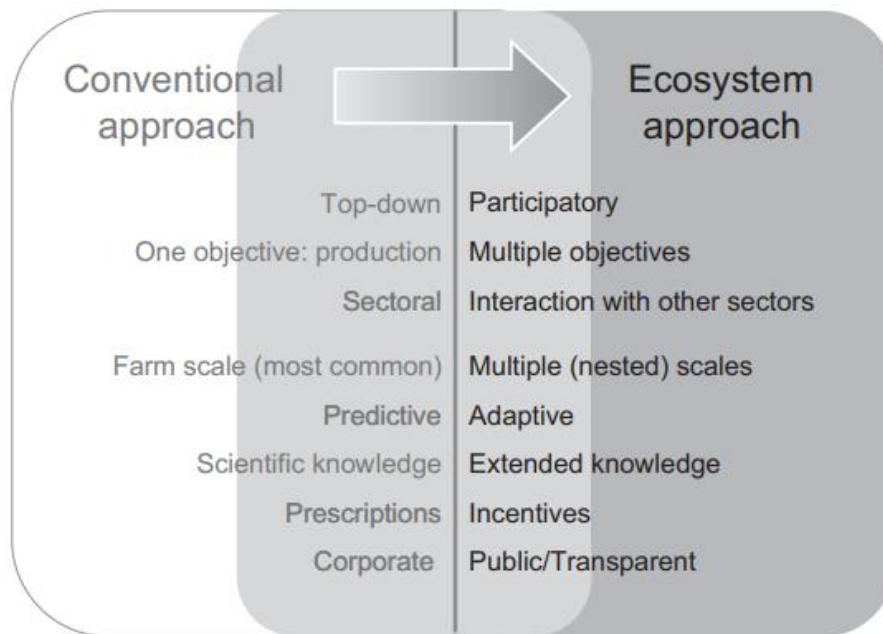 Conventional
approach
Ecosystem
approach
Top-down Participatory
One objective: production Multiple objectives
Sectoral Interaction with other sectors
Farm scale (most common) Multiple (nested) scales
Predictive Adaptive
Scientific knowledge Extended knowledge
Prescriptions Incentives
Corporate Public/Transparent